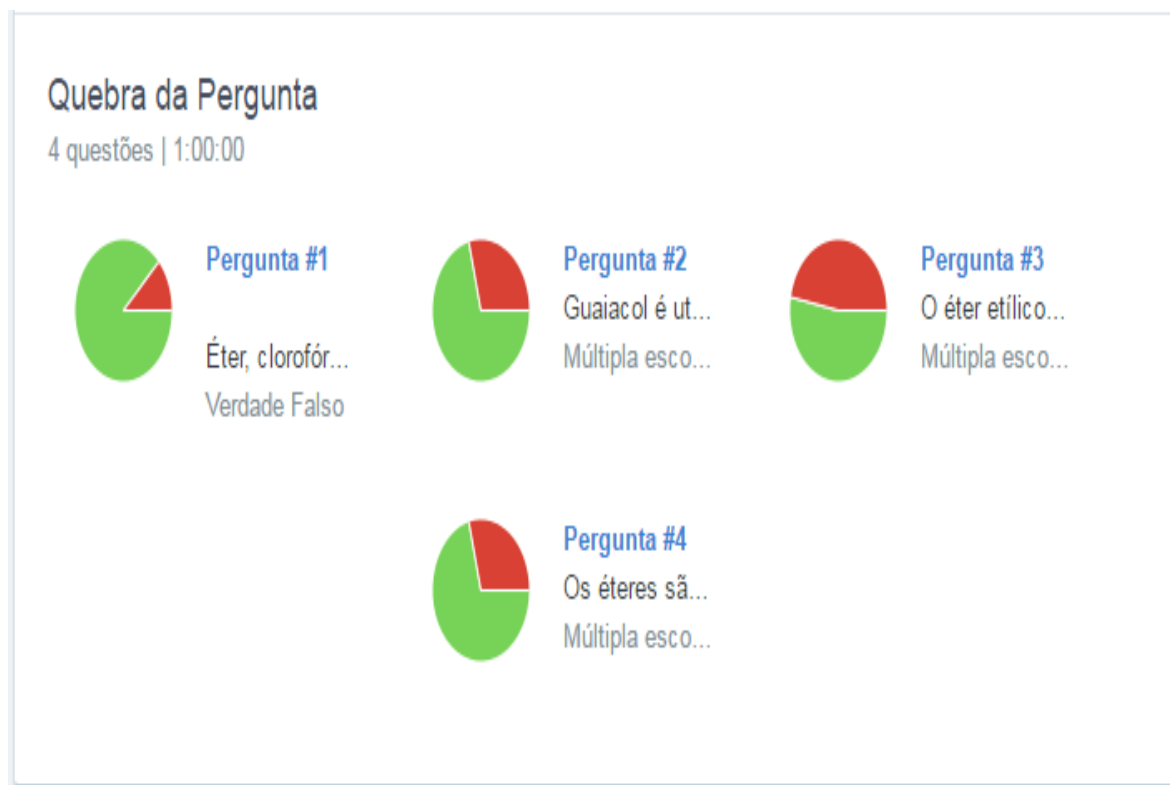 Quebra da Pergunta
4 questões | 1:00:00
Pergunta #1
Éter, clorofór...
Verdade Falso
Pergunta #2
Guaiacol é ut...
Múltipla esco...
Pergunta #3
O éter etílico...
Múltipla esco...
Pergunta #4
Os éteres sã...
Múltipla esco...